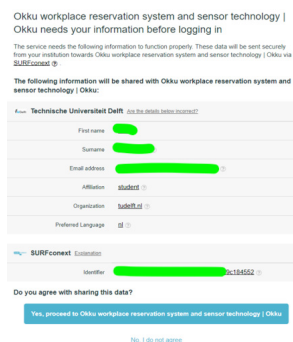 Okku workplace reservation system and sensor technology |
Okku needs your information before logging in
The service needs the following information to function properly. These data will be sent securely
from your institution towards Okku workplace reservation system and sensor technology | Okku via
SURFconext
The following information will be shared with Okku workplace reservation system and
sensor technology | Okku:
Technische Universiteit Delft Are the details below incorrect?
First name
Surname
Email address
Affiliation student
Organization tudelft.nl
Preferred Language nl
SURFconext Explanation
Identifier 9c184552
Do you agree with sharing this data?
Yes, proceed to Okku workplace reservation system and sensor technology | Okku
No, I do not agree